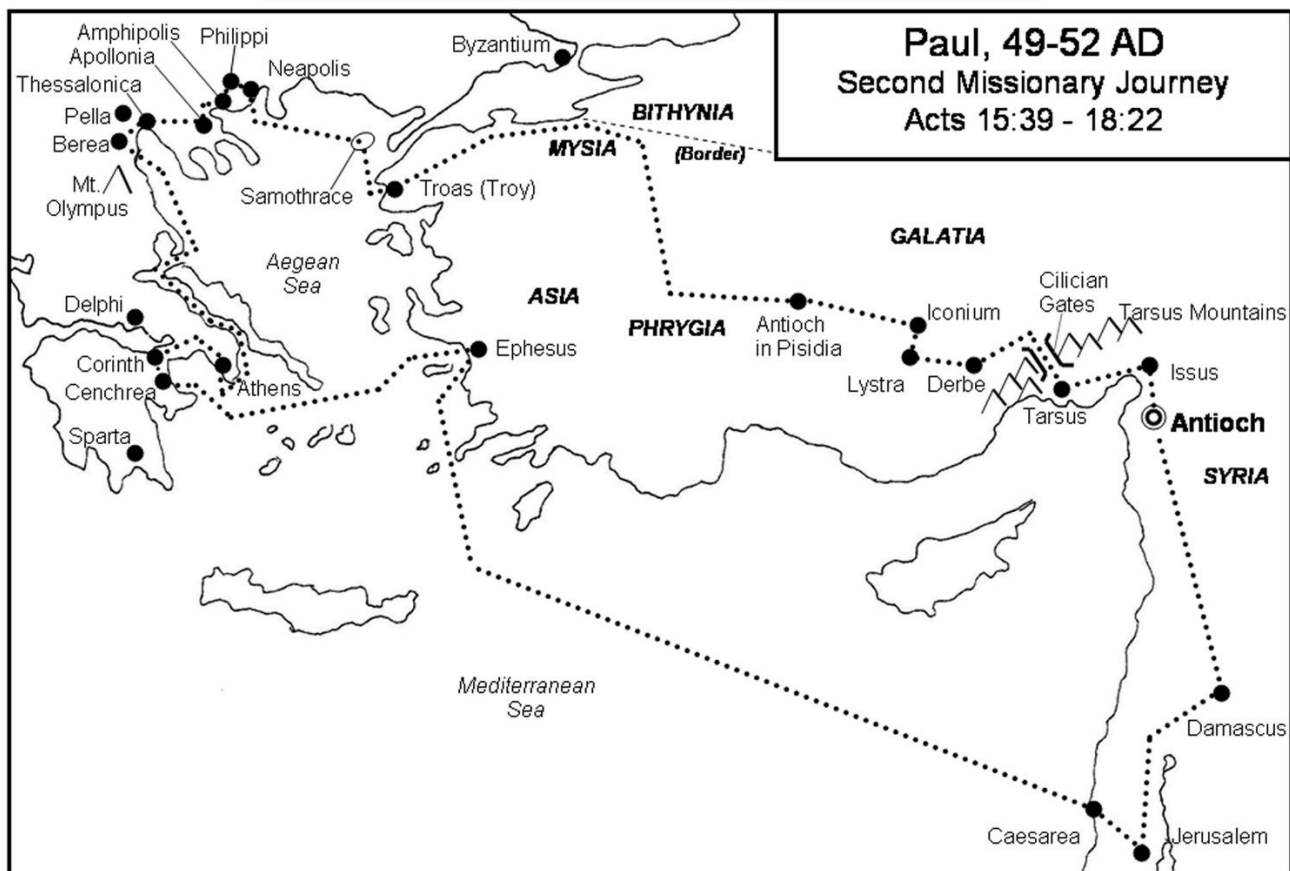 Paul, 49-52 AD
Second Missionary Journey
Acts 15:39 - 18:22
Amphipolis
Philippi
Apollonia
Neapolis
Thessalonica
Byzantium
Pella
Berea
BITHYNIA
MYSIA
(Border)
Mt.
Olympus
Samothrace
Troas (Troy)
GALATIA
Aegean
Sea
ASIA
Cilician
Gates
Delphi
PHRYGIA
Antioch
in Pisidia
Iconium
Tarsus Mountains
Corinth
Cenchrea
Athens
Ephesus
Lystra
Derbe
Tarsus
Issus
Antioch
Sparta
SYRIA
Mediterranean
Sea
Damascus
Caesarea
Jerusalem